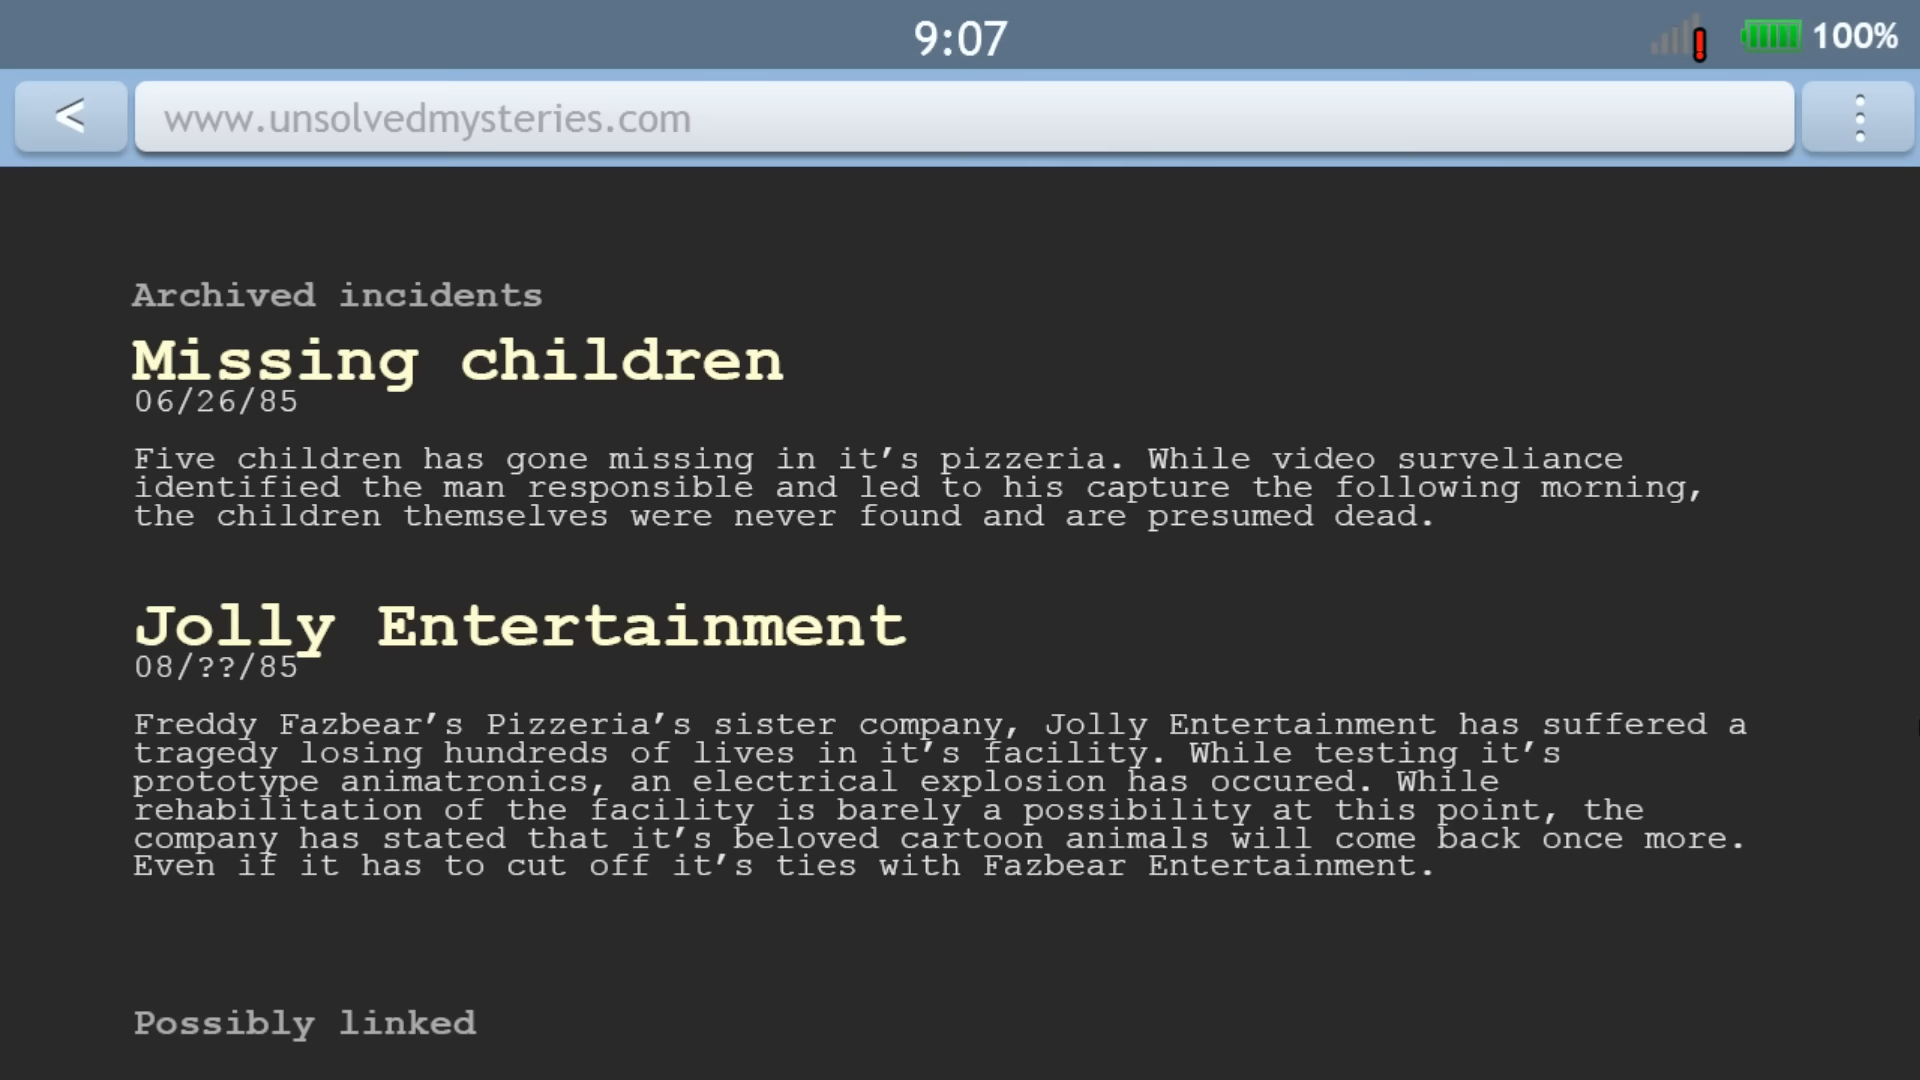 9:07
100%
<
www.unsolvedmysteries.com
Archived incidents
Missing children
06/26/85
Five children has gone missing in it's pizzeria. While video surveliance
identified the man responsible and led to his capture the following morning,
the children themselves were never found and are presumed dead.
Jolly Entertainment
08/??/85
Freddy Fazbear's Pizzeria's sister company, Jolly Entertainment has suffered a
tragedy losing hundreds of lives in it's facility. While testing it's
prototype animatronics, an electrical explosion has occured. While
rehabilitation of the facility is barely a possibility at this point, the
company has stated that it's beloved cartoon animals will come back once more.
Even if it has to cut off it's ties with Fazbear Entertainment.
Possibly linked